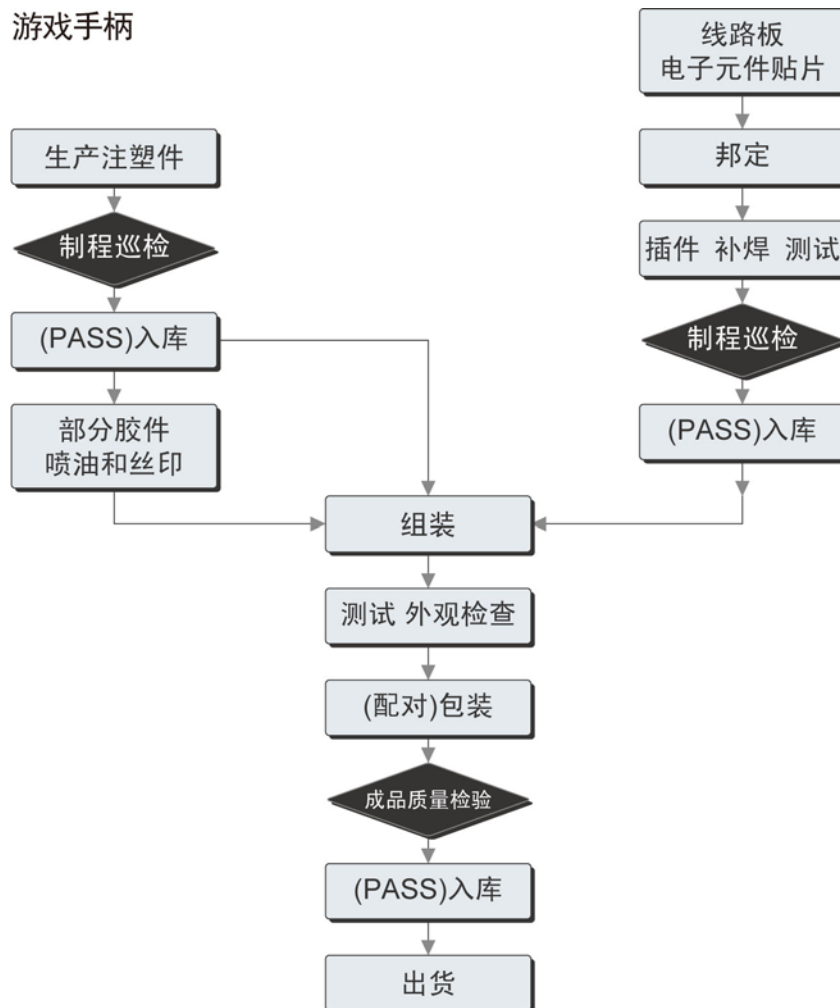 游戏手柄
生产注塑件
制程巡检
(PASS)入库
部分胶件
喷油和丝印
线路板
电子元件贴片
邦定
插件 补焊 测试
制程巡检
(PASS)入库
组装
测试 外观检查
(配对)包装
成品质量检验
(PASS)入库
出货